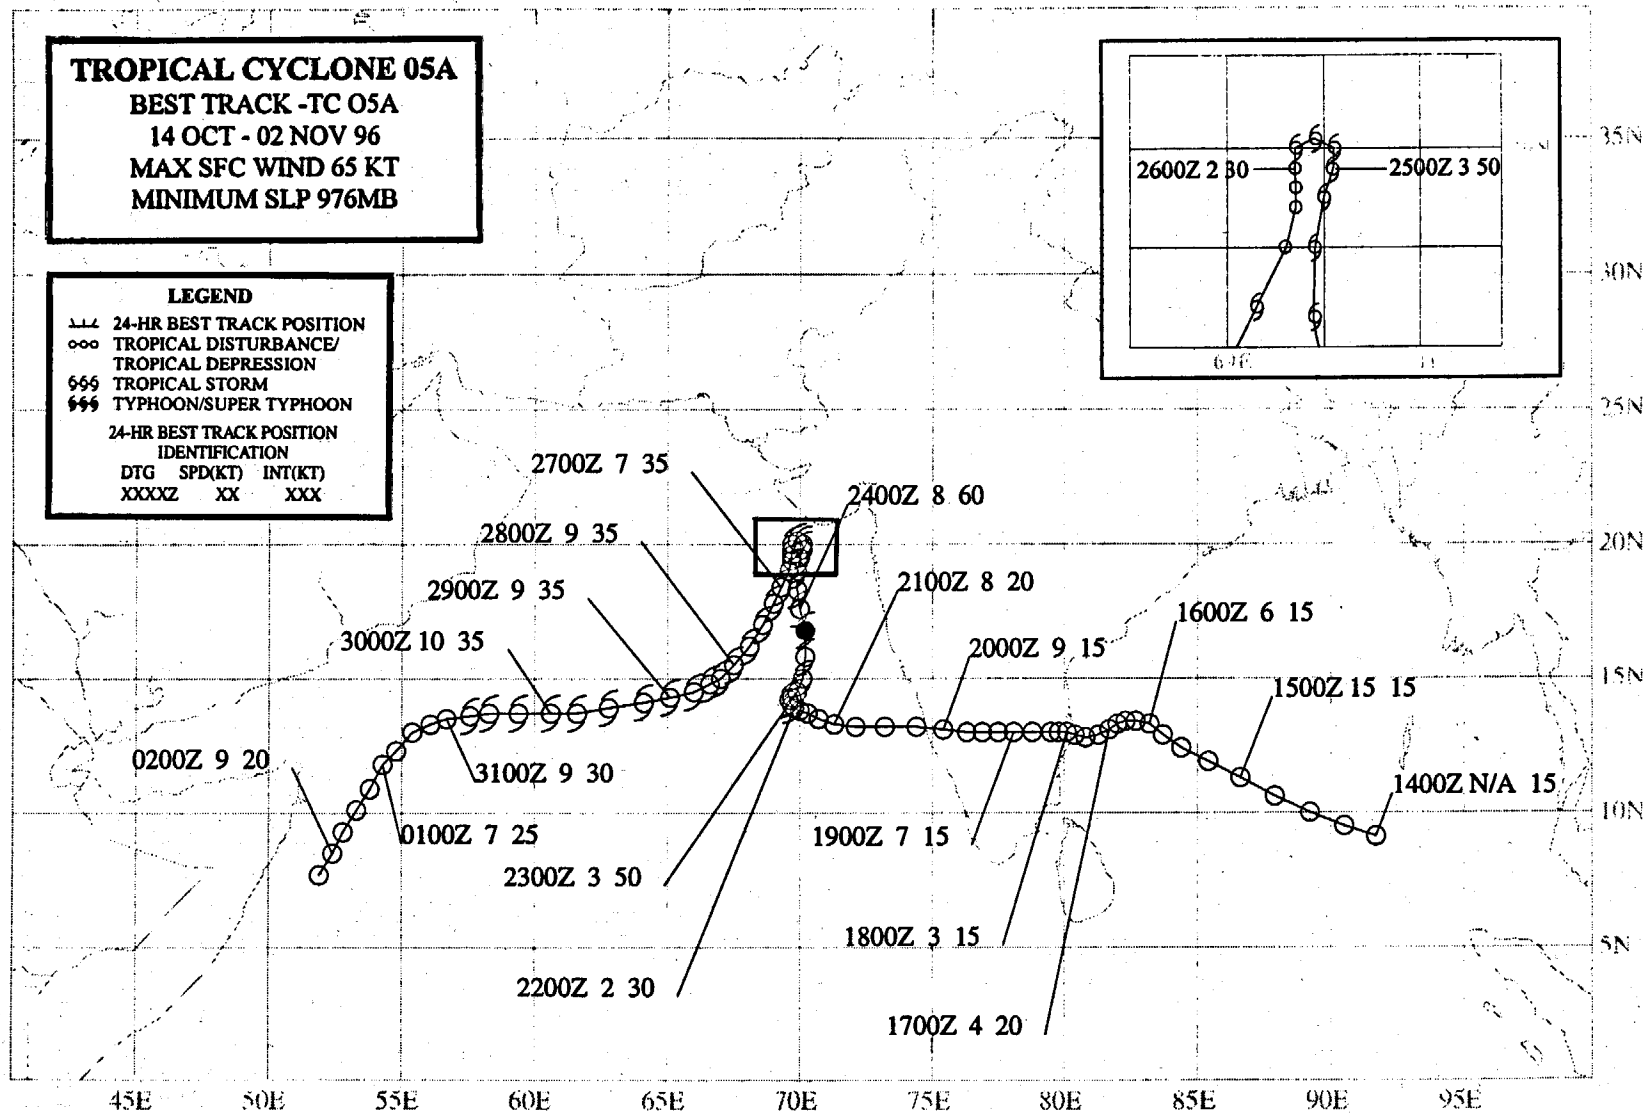 TROPICAL CYCLONE 05A
BEST TRACK -TC O5A
14 OCT - 02 NOV 96
MAX SFC WIND 65 KT
MINIMUM SLP 976MB
LEGEND
24-HR BEST TRACK POSITION
TROPICAL DISTURBANCE/
TROPICAL DEPRESSION
TROPICAL STORM
TYPHOON/SUPER TYPHOON
24-HR BEST TRACK POSITION
IDENTIFICATION
DTG SPD(KT) INT(KT)
XXXXZ XX XXX
2600Z 2 30
2500Z 3 50
35N
30N
25N
20N
15N
10N
5N
2700Z 7 35
2400Z 8 60
2800Z 9 35
2100Z 8 20
2900Z 9 35
1600Z 6 15
3000Z 10 35
2000Z 9 15
1500Z 15 15
0200Z 9 20
3100Z 9 30
1400Z N/A 15
0100Z 7 25
1900Z 7 15
2300Z 3 50
1800Z 3 15
2200Z 2 30
1700Z 4 20
45E 50E 55E 60E 65E 70E 75E 80E 85E 90E 95E